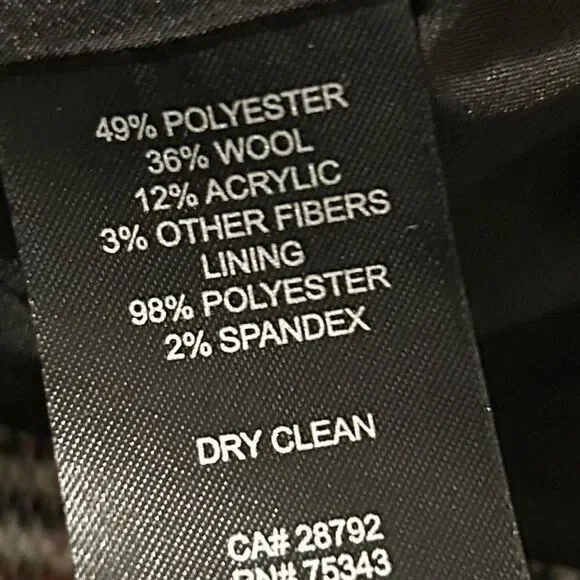 49% POLYESTER
36% WOOL
12% ACRYLIC
3% OTHER FIBERS
LINING
98% POLYESTER
2% SPANDEX
DRY CLEAN
CA# 28792
RN# 75343